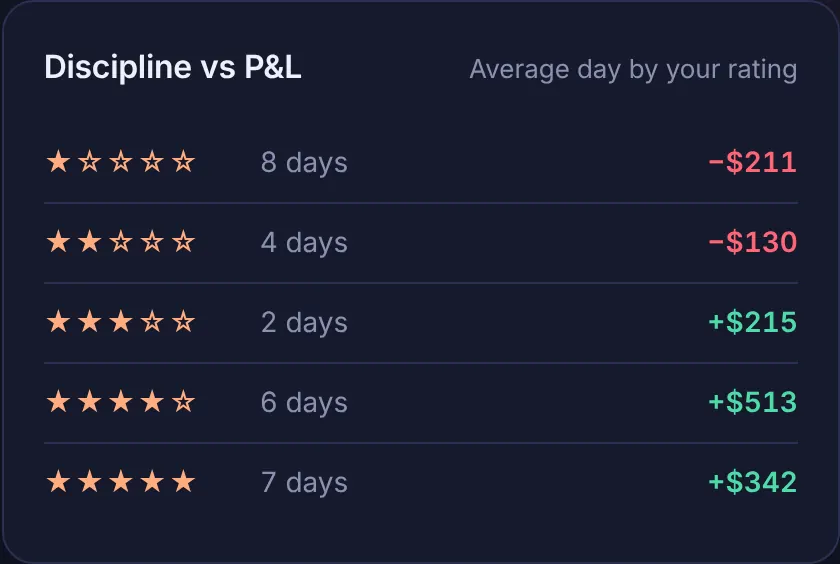 Discipline vs P&L Average day by your rating
★☆☆☆☆ 8 days −$211
★★☆☆☆ 4 days −$130
★★★☆☆ 2 days +$215
★★★★☆ 6 days +$513
★★★★★ 7 days +$342